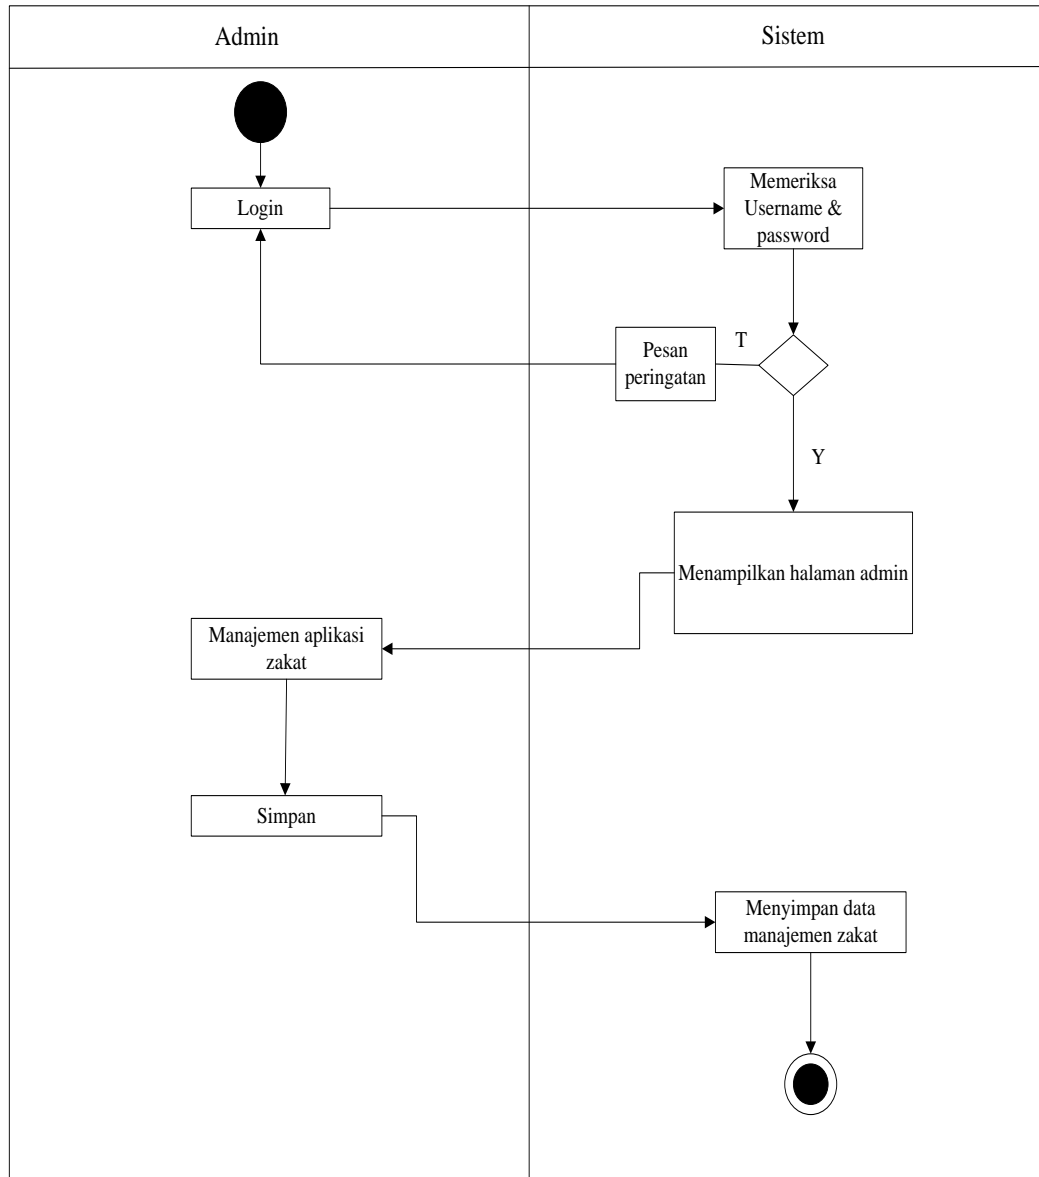 Admin
Sistem
Login
Memeriksa
Username &
password
Pesan
peringatan
T
Y
Menampilkan halaman admin
Manajemen aplikasi
zakat
Simpan
Menyimpan data
manajemen zakat